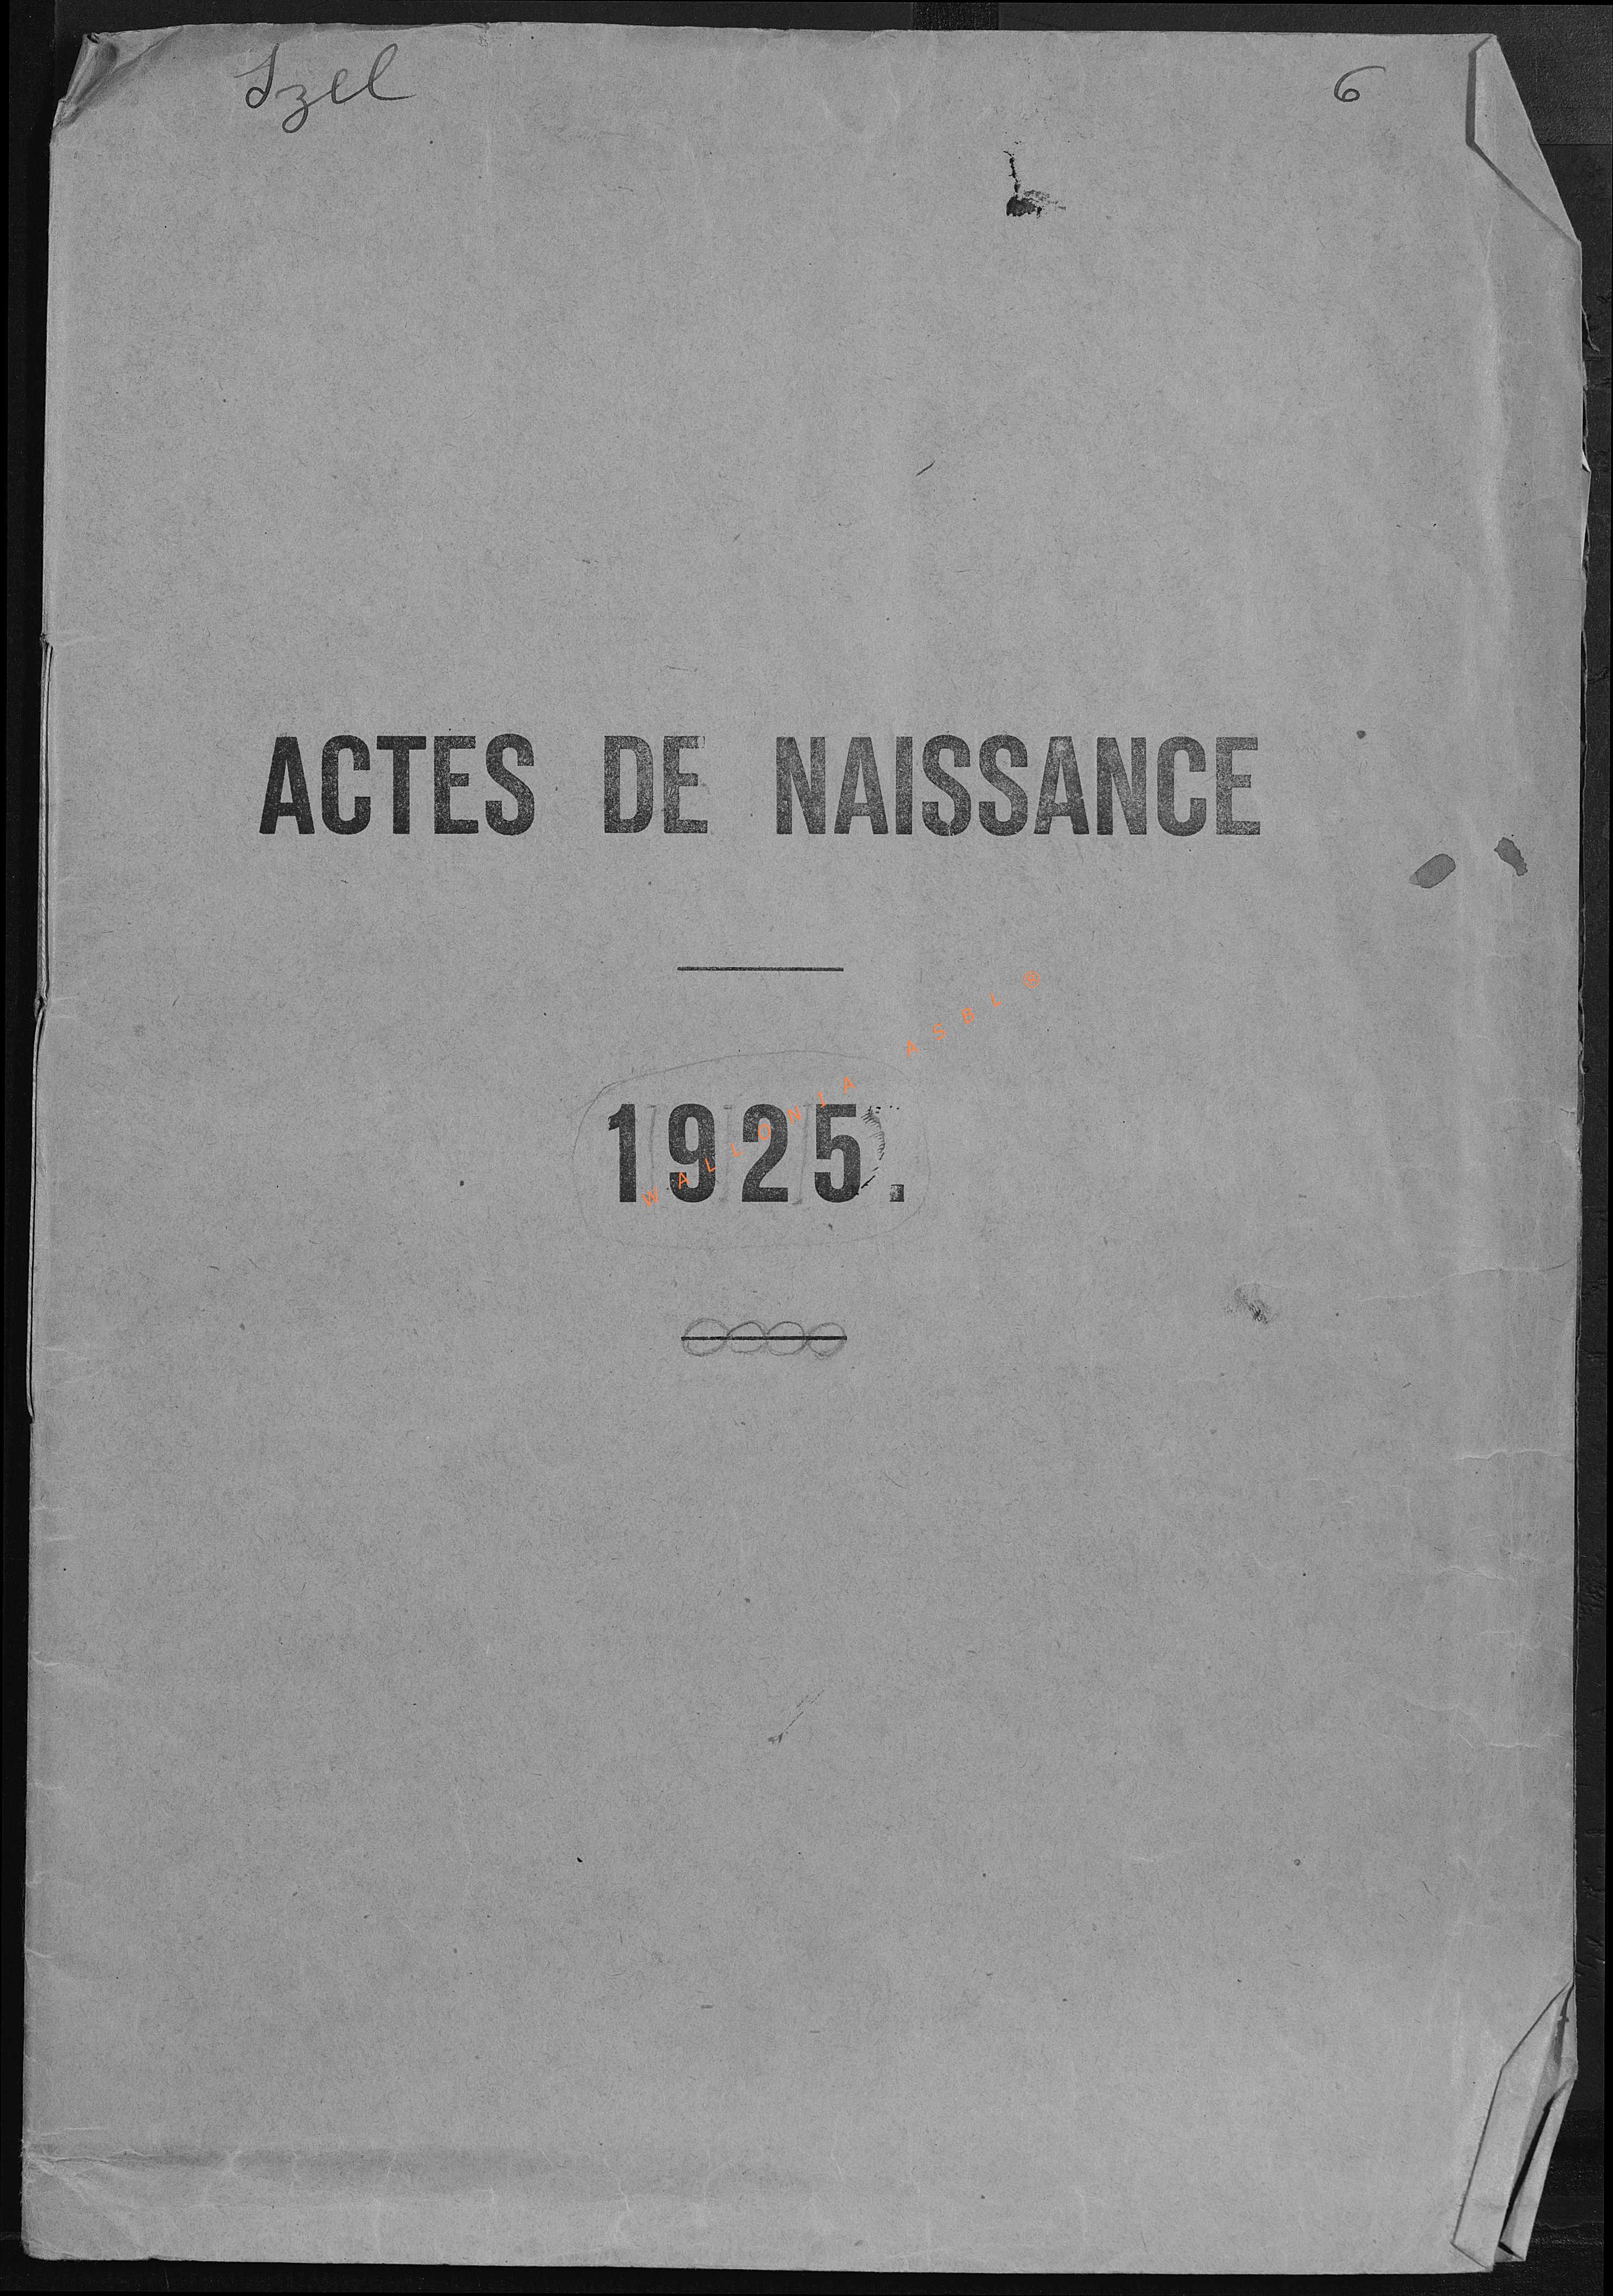 Izel
6
ACTES DE NAISSANCE
1925.
WALLONIA ASBL ®